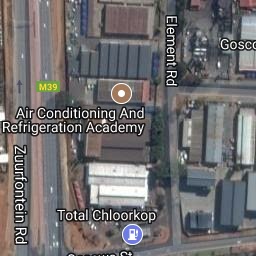 Element Rd
Gosco
M39
Air Conditioning And
Refrigeration Academy
Zuurfontein Rd
Total Chloorkop